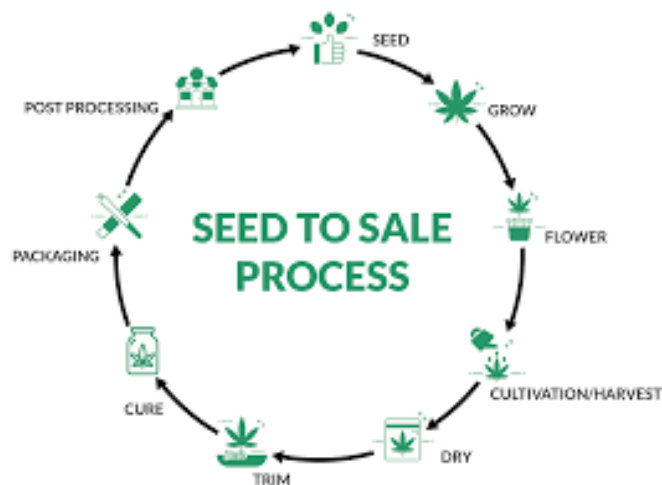 SEED
GROW
FLOWER
CULTIVATION/HARVEST
DRY
TRIM
CURE
PACKAGING
POST PROCESSING
SEED TO SALE
PROCESS